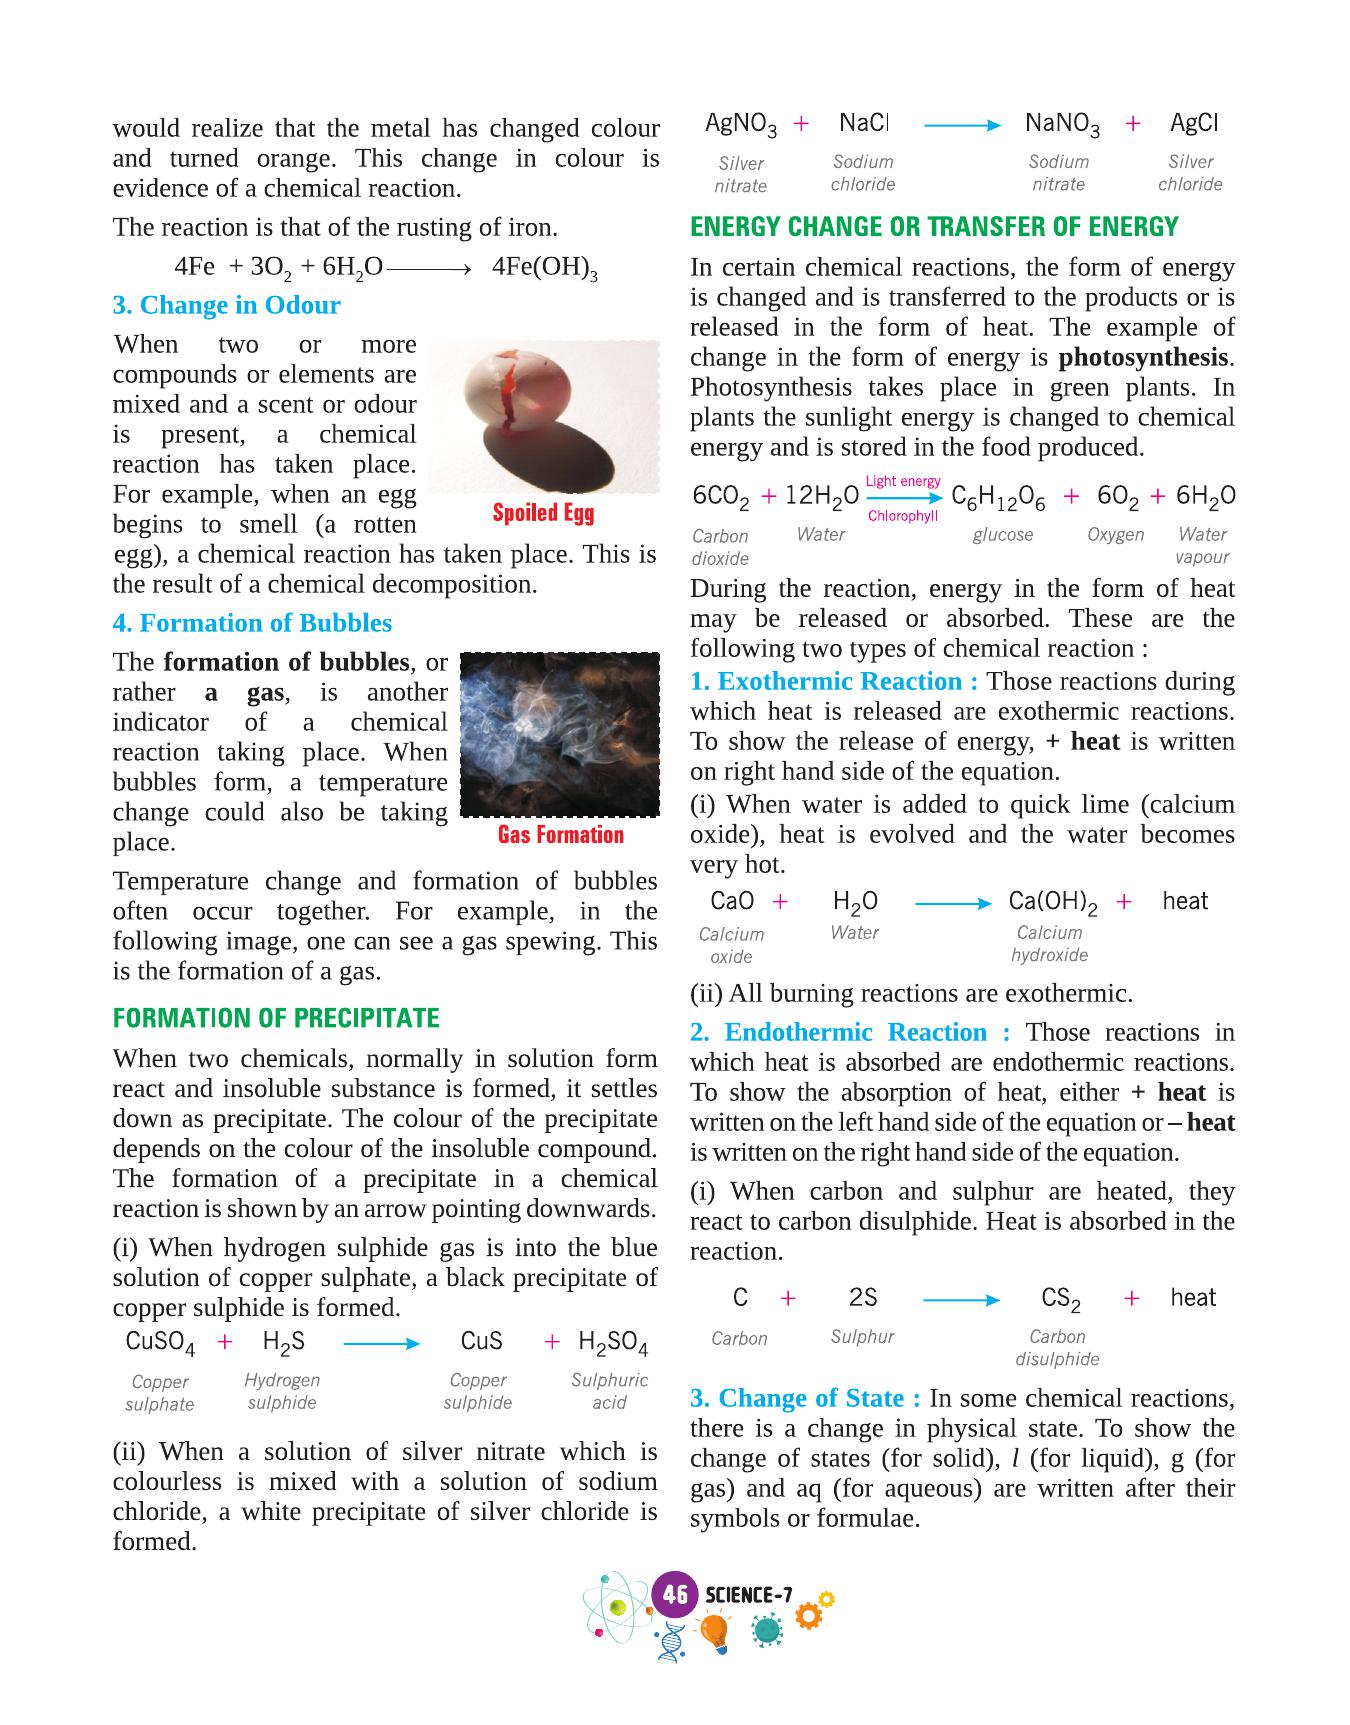 would realize that the metal has changed colour
and turned orange. This change in colour is
evidence of a chemical reaction.
The reaction is that of the rusting of iron.
4Fe + 3O₂ + 6H₂O ⟶ 4Fe(OH)₃
3. Change in Odour
When two or more
compounds or elements are
mixed and a scent or odour
is present, a chemical
reaction has taken place.
For example, when an egg
begins to smell (a rotten
egg), a chemical reaction has taken place. This is
the result of a chemical decomposition.
Spoiled Egg
4. Formation of Bubbles
The formation of bubbles, or
rather a gas, is another
indicator of a chemical
reaction taking place. When
bubbles form, a temperature
change could also be taking
place.
Gas Formation
Temperature change and formation of bubbles
often occur together. For example, in the
following image, one can see a gas spewing. This
is the formation of a gas.
FORMATION OF PRECIPITATE
When two chemicals, normally in solution form
react and insoluble substance is formed, it settles
down as precipitate. The colour of the precipitate
depends on the colour of the insoluble compound.
The formation of a precipitate in a chemical
reaction is shown by an arrow pointing downwards.
(i) When hydrogen sulphide gas is into the blue
solution of copper sulphate, a black precipitate of
copper sulphide is formed.
CuSO₄ + H₂S ⟶ CuS + H₂SO₄
Copper Hydrogen Copper Sulphuric
sulphate sulphide sulphide acid
(ii) When a solution of silver nitrate which is
colourless is mixed with a solution of sodium
chloride, a white precipitate of silver chloride is
formed.
AgNO₃ + NaCl ⟶ NaNO₃ + AgCl
Silver Sodium Sodium Silver
nitrate chloride nitrate chloride
ENERGY CHANGE OR TRANSFER OF ENERGY
In certain chemical reactions, the form of energy
is changed and is transferred to the products or is
released in the form of heat. The example of
change in the form of energy is photosynthesis.
Photosynthesis takes place in green plants. In
plants the sunlight energy is changed to chemical
energy and is stored in the food produced.
Light energy
6CO₂ + 12H₂O ⟶ C₆H₁₂O₆ + 6O₂ + 6H₂O
Chlorophyll
Carbon Water glucose Oxygen Water
dioxide vapour
During the reaction, energy in the form of heat
may be released or absorbed. These are the
following two types of chemical reaction :
1. Exothermic Reaction : Those reactions during
which heat is released are exothermic reactions.
To show the release of energy, + heat is written
on right hand side of the equation.
(i) When water is added to quick lime (calcium
oxide), heat is evolved and the water becomes
very hot.
CaO + H₂O ⟶ Ca(OH)₂ + heat
Calcium Water Calcium
oxide hydroxide
(ii) All burning reactions are exothermic.
2. Endothermic Reaction : Those reactions in
which heat is absorbed are endothermic reactions.
To show the absorption of heat, either + heat is
written on the left hand side of the equation or – heat
is written on the right hand side of the equation.
(i) When carbon and sulphur are heated, they
react to carbon disulphide. Heat is absorbed in the
reaction.
C + 2S ⟶ CS₂ + heat
Carbon Sulphur Carbon
disulphide
3. Change of State : In some chemical reactions,
there is a change in physical state. To show the
change of states (for solid), l (for liquid), g (for
gas) and aq (for aqueous) are written after their
symbols or formulae.
46 SCIENCE-7